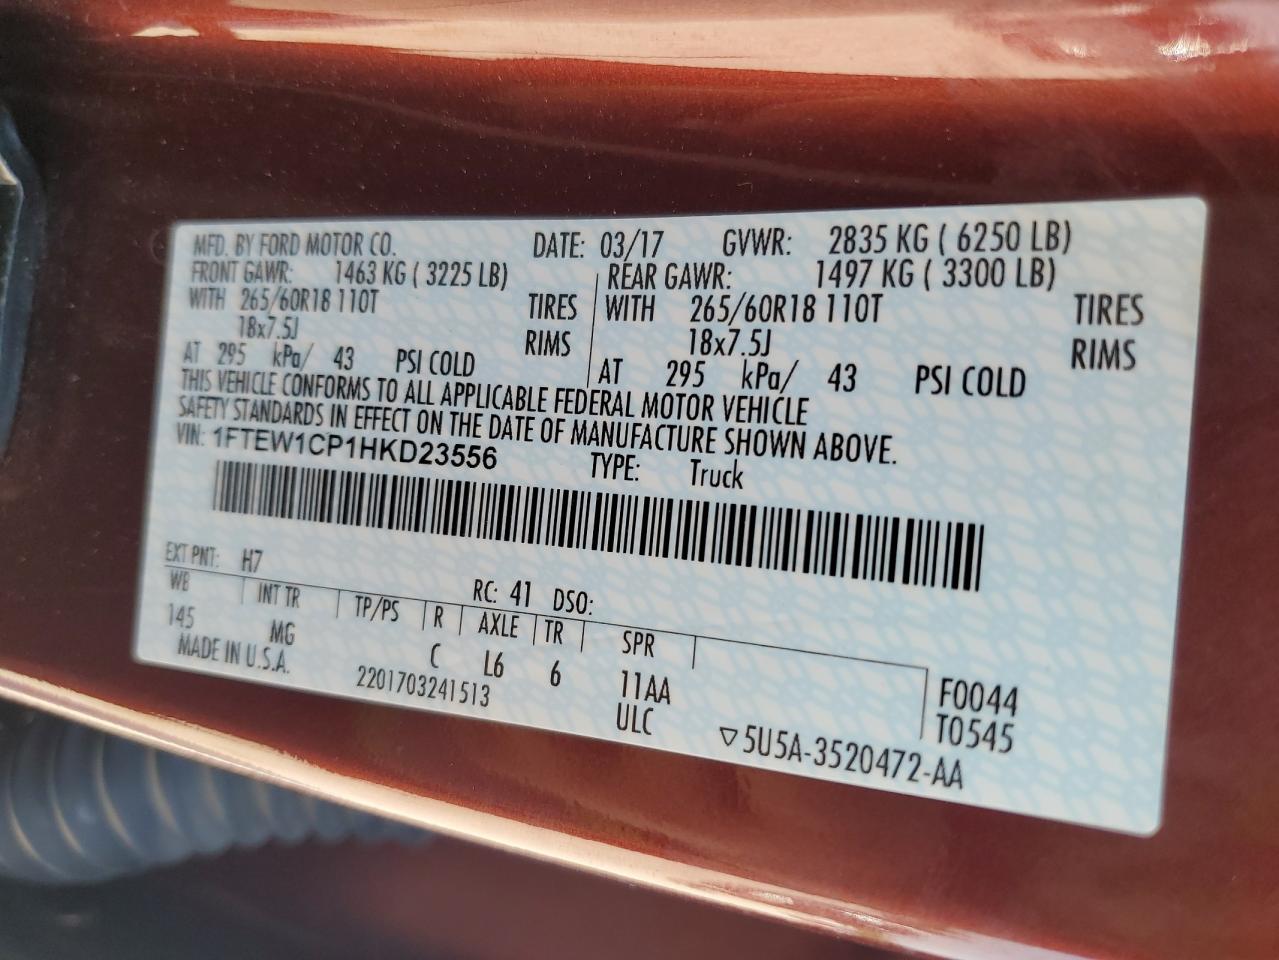 MFD. BY FORD MOTOR CO. DATE: 03/17 GVWR: 2835 KG ( 6250 LB)
FRONT GAWR: 1463 KG ( 3225 LB) REAR GAWR: 1497 KG ( 3300 LB)
WITH 265/60R18 110T TIRES WITH 265/60R18 110T TIRES
18x7.5J RIMS 18x7.5J RIMS
AT 295 kPa/ 43 PSI COLD AT 295 kPa/ 43 PSI COLD
THIS VEHICLE CONFORMS TO ALL APPLICABLE FEDERAL MOTOR VEHICLE
SAFETY STANDARDS IN EFFECT ON THE DATE OF MANUFACTURE SHOWN ABOVE.
VIN: 1FTEW1CP1HKD23556 TYPE: Truck
EXT PNT: H7 RC: 41 DSO:
WB INT TR TP/PS R AXLE TR SPR
145 MG C L6 6 11AA F0044
MADE IN U.S.A. 2201703241513 ULC T0545
▽5U5A-3520472-AA